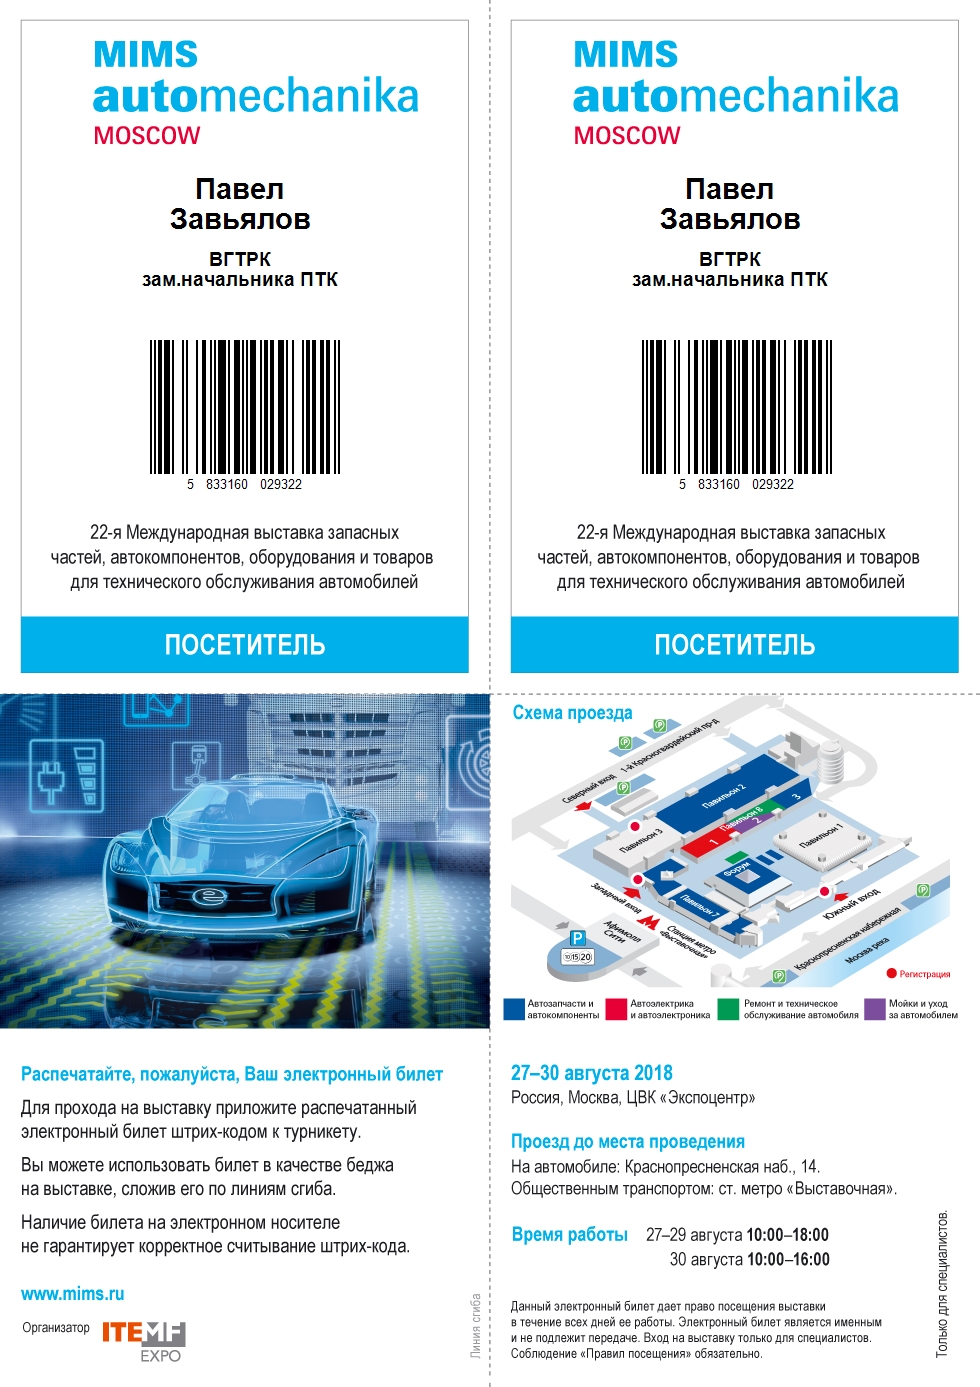 MIMS
automechanika
MOSCOW
Павел
Завьялов
ВГТРК
зам.начальника ПТК
5 833160 029322
22-я Международная выставка запасных
частей, автокомпонентов, оборудования и товаров
для технического обслуживания автомобилей
ПОСЕТИТЕЛЬ
MIMS
automechanika
MOSCOW
Павел
Завьялов
ВГТРК
зам.начальника ПТК
5 833160 029322
22-я Международная выставка запасных
частей, автокомпонентов, оборудования и товаров
для технического обслуживания автомобилей
ПОСЕТИТЕЛЬ
Схема проезда
1-й Красногвардейский пр-д
Северный вход
Павильон 2
Павильон 3
Павильон 8
1
2
3
Павильон 1
Форум
Западный вход
Павильон 7
Южный вход
Станция метро
«Выставочная»
Афимолл
Сити
P
10 15 20
Краснопресненская набережная
Москва река
Регистрация
Автозапчасти и
автокомпоненты
Автоэлектрика
и автоэлектроника
Ремонт и техническое
обслуживание автомобиля
Мойки и уход
за автомобилем
Распечатайте, пожалуйста, Ваш электронный билет
Для прохода на выставку приложите распечатанный
электронный билет штрих-кодом к турникету.
Вы можете использовать билет в качестве беджа
на выставке, сложив его по линиям сгиба.
Наличие билета на электронном носителе
не гарантирует корректное считывание штрих-кода.
www.mims.ru
Организатор
ITEMF
EXPO
Линия сгиба
27–30 августа 2018
Россия, Москва, ЦВК «Экспоцентр»
Проезд до места проведения
На автомобиле: Краснопресненская наб., 14.
Общественным транспортом: ст. метро «Выставочная».
Время работы 27–29 августа 10:00–18:00
30 августа 10:00–16:00
Данный электронный билет дает право посещения выставки
в течение всех дней ее работы. Электронный билет является именным
и не подлежит передаче. Вход на выставку только для специалистов.
Соблюдение «Правил посещения» обязательно.
Только для специалистов.